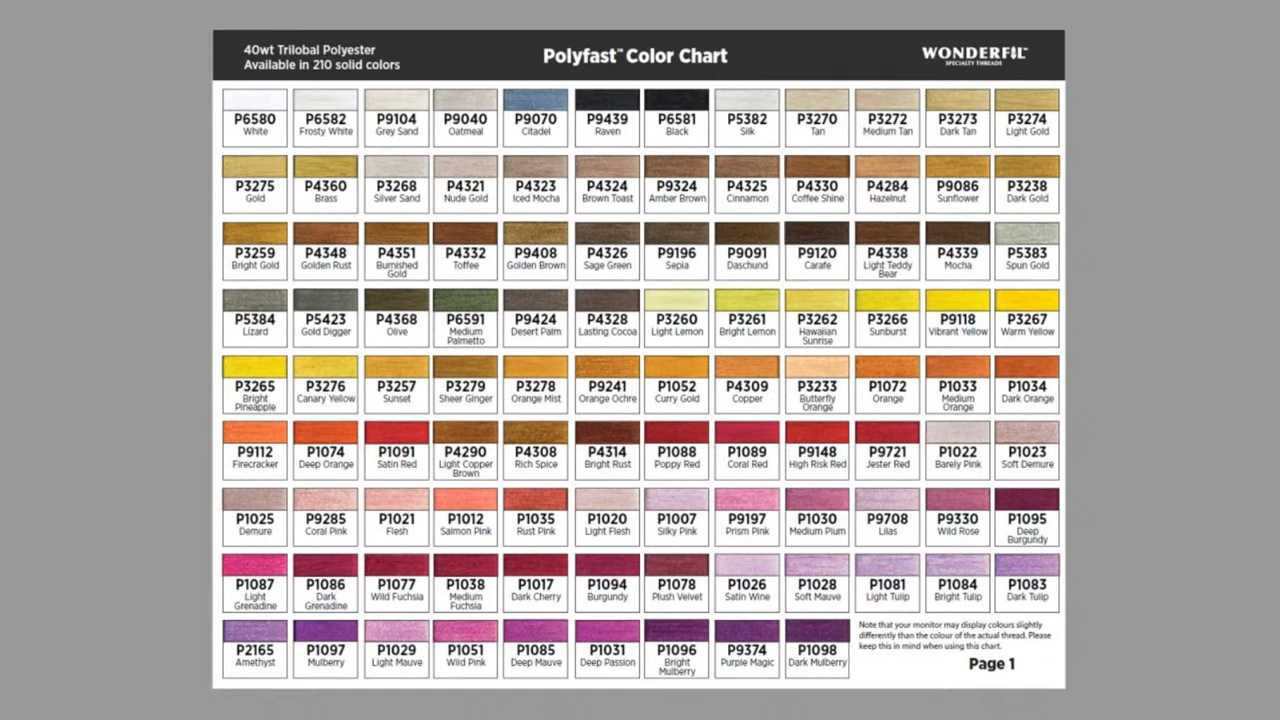 40wt Trilobal Polyester
Available in 210 solid colors
Polyfast™ Color Chart
WONDERFIL™
SPECIALTY THREADS
P6580 P6582 P9104 P9040 P9070 P9439 P6581 P5382 P3270 P3272 P3273 P3274
White Frosty White Grey Sand Oatmeal Citadel Raven Black Silk Tan Medium Tan Dark Tan Light Gold
P3275 P4360 P3268 P4321 P4323 P4324 P9324 P4325 P4330 P4284 P9086 P3238
Gold Brass Silver Sand Nude Gold Iced Mocha Brown Toast Amber Brown Cinnamon Coffee Shine Hazelnut Sunflower Dark Gold
P3259 P4348 P4351 P4332 P9408 P4326 P9196 P9091 P9120 P4338 P4339 P5383
Bright Gold Golden Rust Burnished Toffee Golden Brown Sage Green Sepia Daschund Carafe Light Teddy Mocha Spun Gold
Gold Bear
P5384 P5423 P4368 P6591 P9424 P4328 P3260 P3261 P3262 P3266 P9118 P3267
Lizard Gold Digger Olive Medium Desert Palm Lasting Cocoa Light Lemon Bright Lemon Hawaiian Sunburst Vibrant Yellow Warm Yellow
Palmetto Sunrise
P3265 P3276 P3257 P3279 P3278 P9241 P1052 P4309 P3233 P1072 P1033 P1034
Bright Canary Yellow Sunset Sheer Ginger Orange Mist Orange Ochre Curry Gold Copper Butterfly Orange Medium Dark Orange
Pineapple Orange Orange
P9112 P1074 P1091 P4290 P4308 P4314 P1088 P1089 P9148 P9721 P1022 P1023
Firecracker Deep Orange Satin Red Light Copper Rich Spice Bright Rust Poppy Red Coral Red High Risk Red Jester Red Barely Pink Soft Demure
Brown
P1025 P9285 P1021 P1012 P1035 P1020 P1007 P9197 P1030 P9708 P9330 P1095
Demure Coral Pink Flesh Salmon Pink Rust Pink Light Flesh Silky Pink Prism Pink Medium Plum Lilas Wild Rose Deep
Burgundy
P1087 P1086 P1077 P1038 P1017 P1094 P1078 P1026 P1028 P1081 P1084 P1083
Light Dark Wild Fuchsia Medium Dark Cherry Burgundy Plush Velvet Satin Wine Soft Mauve Light Tulip Bright Tulip Dark Tulip
Grenadine Grenadine Fuchsia
P2165 P1097 P1029 P1051 P1085 P1031 P1096 P9374 P1098
Amethyst Mulberry Light Mauve Wild Pink Deep Mauve Deep Passion Bright Purple Magic Dark Mulberry
Mulberry
Note that your monitor may display colours slightly
differently than the colour of the actual thread. Please
keep this in mind when using this chart.
Page 1